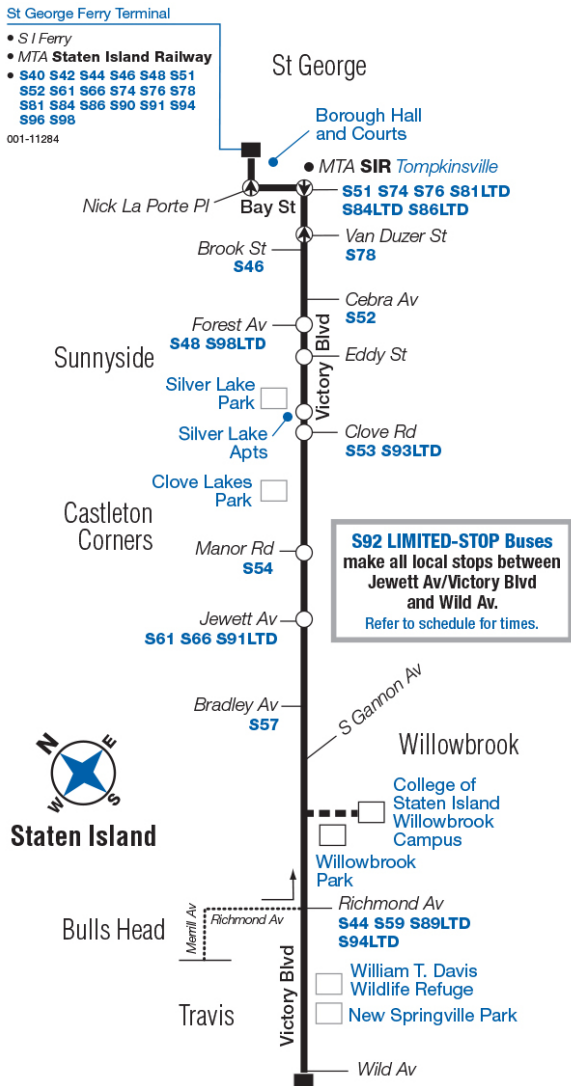 St George Ferry Terminal
• S I Ferry
• MTA Staten Island Railway
• S40 S42 S44 S46 S48 S51
S52 S61 S66 S74 S76 S78
S81 S84 S86 S90 S91 S94
S96 S98
001-11284
St George
Borough Hall
and Courts
• MTA SIR Tompkinsville
S51 S74 S76 S81LTD
S84LTD S86LTD
Nick La Porte Pl
Bay St
Van Duzer St
S78
Brook St
S46
Cebra Av
S52
Forest Av
S48 S98LTD
Victory Blvd
Eddy St
Sunnyside
Silver Lake
Park
Silver Lake
Apts
Clove Rd
S53 S93LTD
Clove Lakes
Park
Castleton
Corners
Manor Rd
S54
S92 LIMITED-STOP Buses
make all local stops between
Jewett Av/Victory Blvd
and Wild Av.
Refer to schedule for times.
Jewett Av
S61 S66 S91LTD
Bradley Av
S57
S Gannon Av
Willowbrook
N
E
W
S
Staten Island
College of
Staten Island
Willowbrook
Campus
Willowbrook
Park
Richmond Av
S44 S59 S89LTD
S94LTD
Merrill Av
Richmond Av
Bulls Head
Victory Blvd
William T. Davis
Wildlife Refuge
New Springville Park
Travis
Wild Av